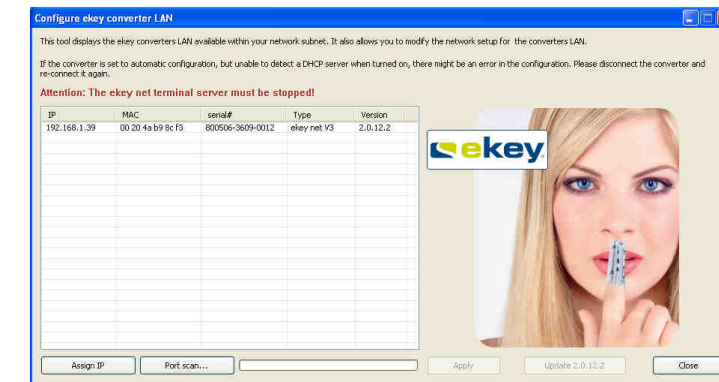 Configure ekey converter LAN
This tool displays the ekey converters LAN available within your network subnet. It also allows you to modify the network setup for the converters LAN.
If the converter is set to automatic configuration, but unable to detect a DHCP server when turned on, there might be an error in the configuration. Please disconnect the converter and
re-connect it again.
Attention: The ekey net terminal server must be stopped!
IP MAC serial# Type Version
192.168.1.39 00 20 4a b9 8c f3 800506-3609-0012 ekey net V3 2.0.12.2
ekey
Assign IP Port scan... Apply Update 2.0.12.2 Close